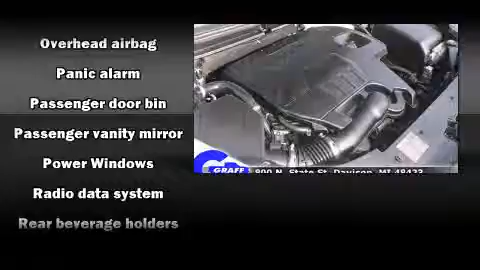 Overhead airbag
Panic alarm
Passenger door bin
Passenger vanity mirror
Power Windows
Radio data system
Rear beverage holders
GRAFF
800 N. State St. Davison, MI 48423